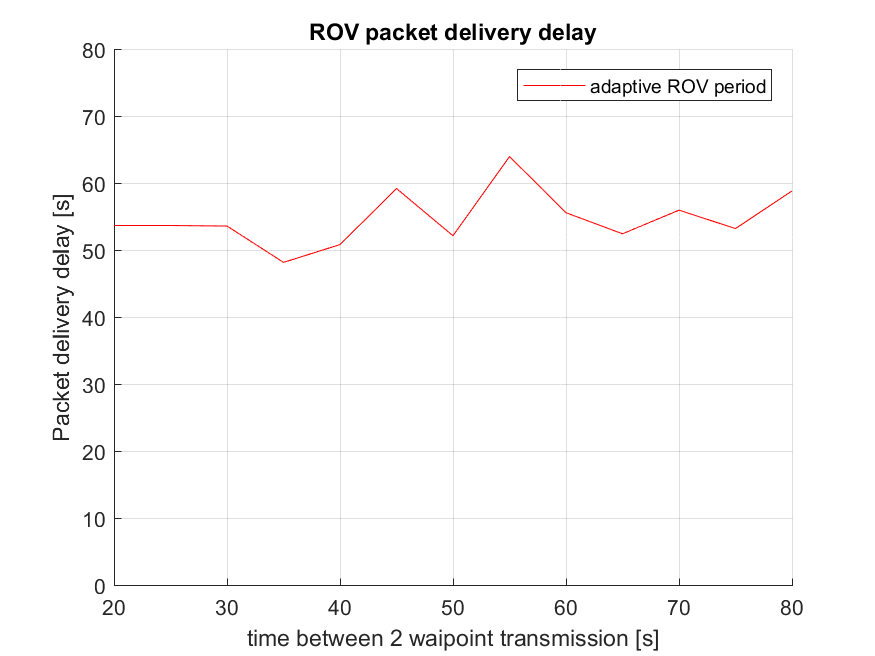 ROV packet delivery delay
adaptive ROV period
80
70
60
50
40
30
20
10
0
Packet delivery delay [s]
20 30 40 50 60 70 80
time between 2 waipoint transmission [s]